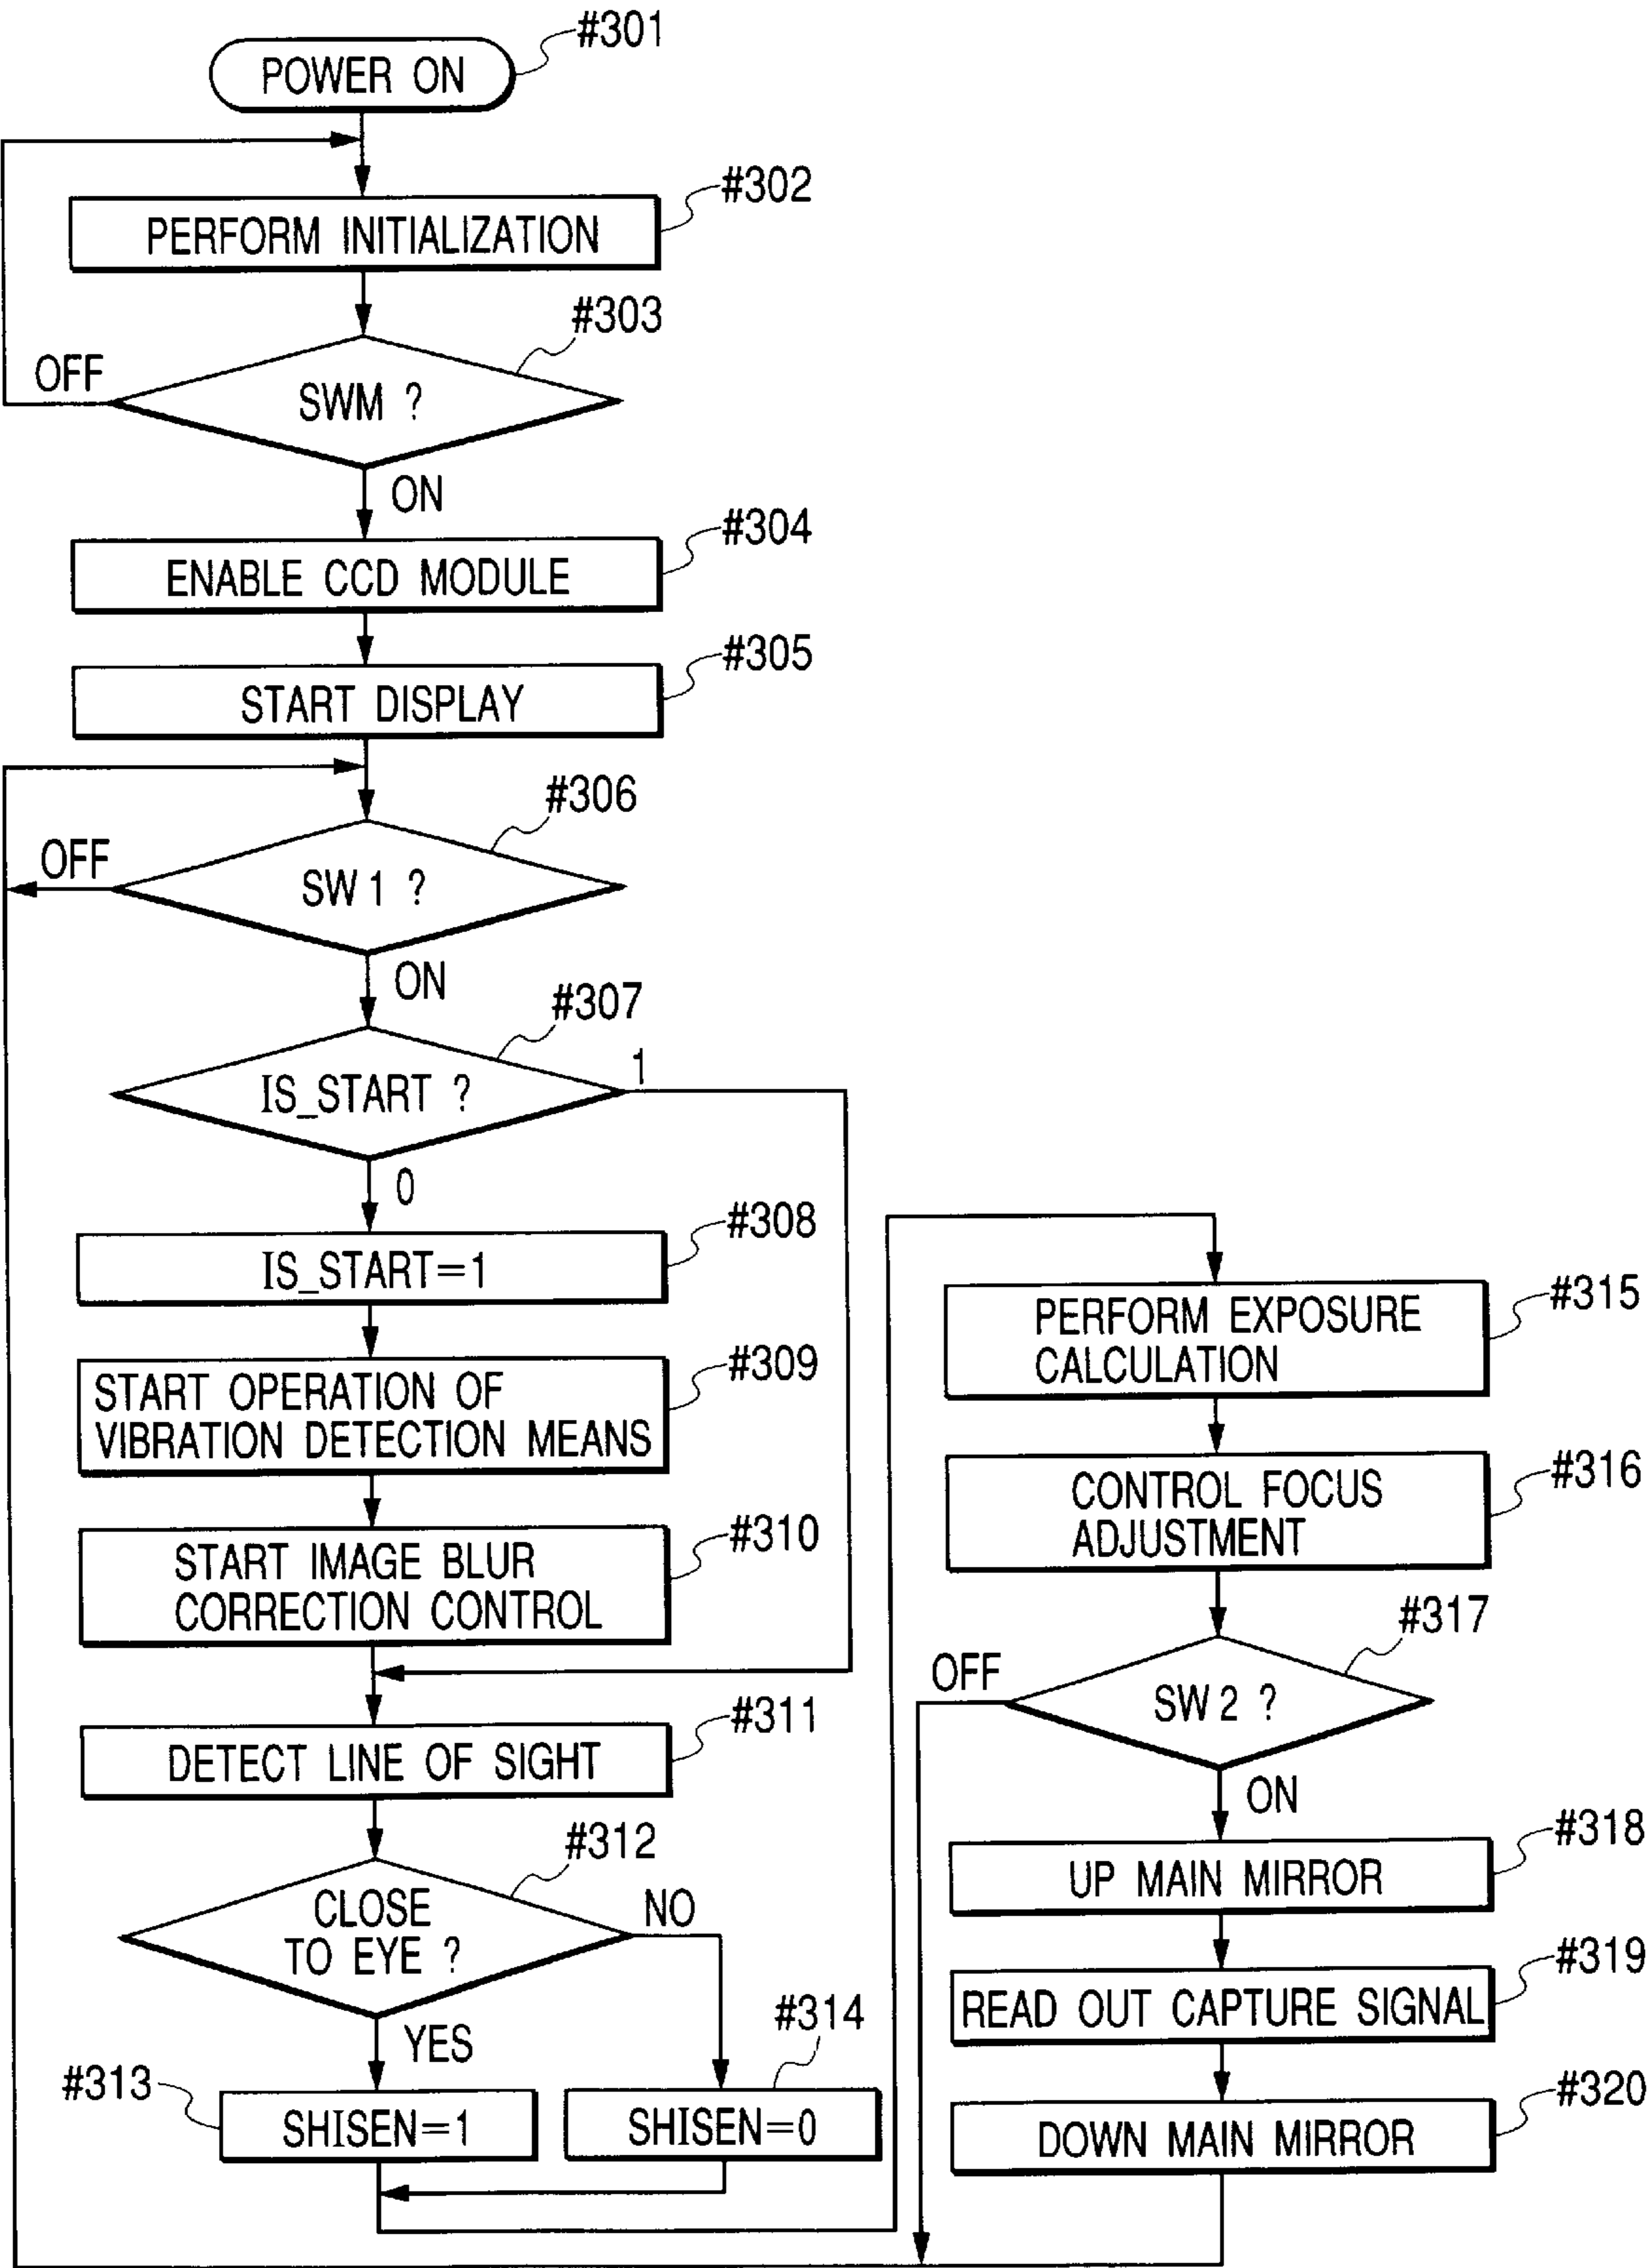 #301
POWER ON
#302
PERFORM INITIALIZATION
#303
OFF
SWM ?
ON
#304
ENABLE CCD MODULE
#305
START DISPLAY
#306
OFF
SW1 ?
ON
#307
IS_START ?
1
0
#308
IS_START=1
#309
START OPERATION OF
VIBRATION DETECTION MEANS
#310
START IMAGE BLUR
CORRECTION CONTROL
#311
DETECT LINE OF SIGHT
#312
CLOSE
TO EYE ?
NO
YES
#313
SHISEN=1
#314
SHISEN=0
#315
PERFORM EXPOSURE
CALCULATION
#316
CONTROL FOCUS
ADJUSTMENT
#317
OFF
SW2 ?
ON
#318
UP MAIN MIRROR
#319
READ OUT CAPTURE SIGNAL
#320
DOWN MAIN MIRROR